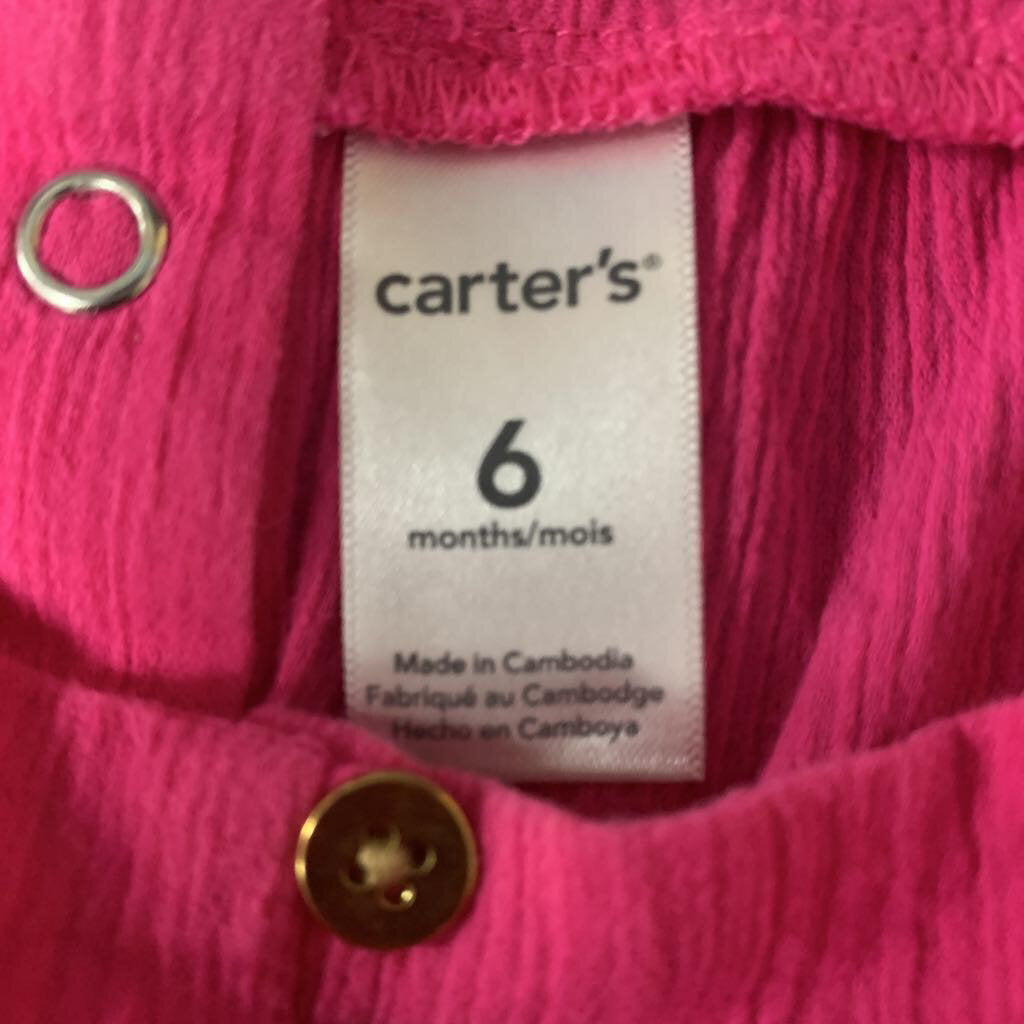 carter's®
6
months/mois
Made in Cambodia
Fabriqué au Cambodge
Hecho en Camboya